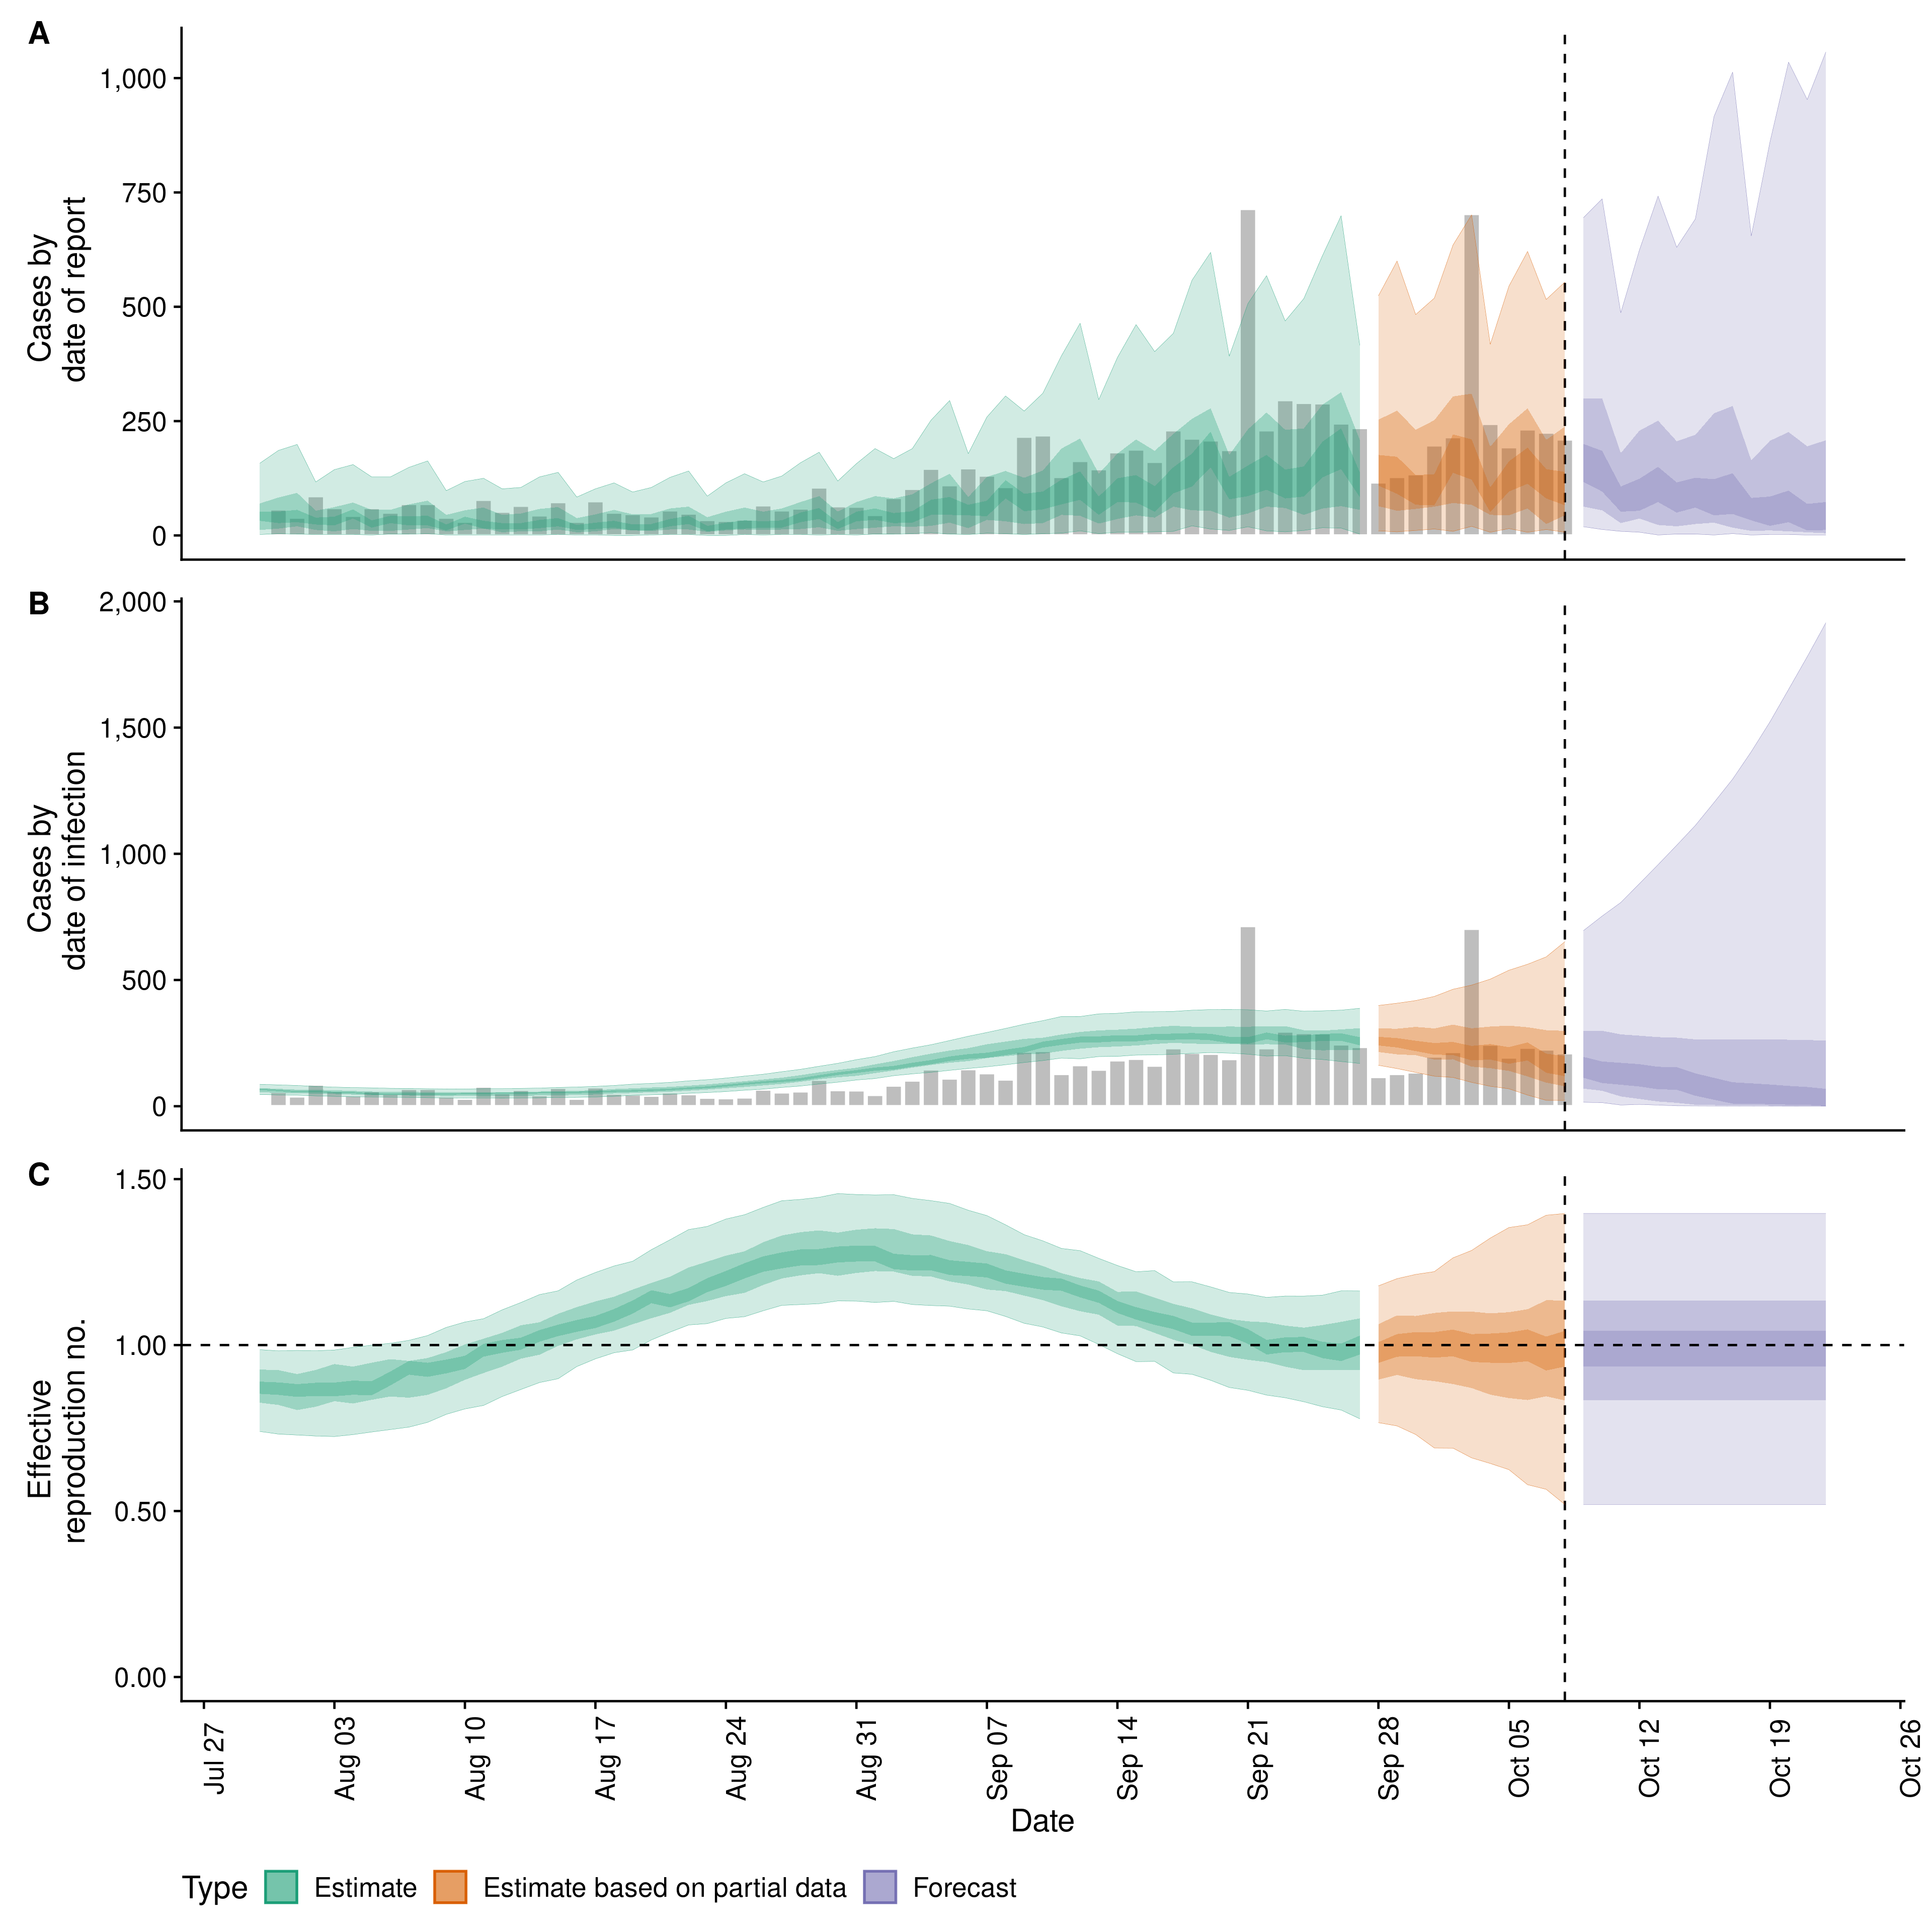 A
Cases by
date of report
1,000
750
500
250
0
B
Cases by
date of infection
2,000
1,500
1,000
500
0
C
Effective
reproduction no.
1.50
1.00
0.50
0.00
Jul 27
Aug 03
Aug 10
Aug 17
Aug 24
Aug 31
Sep 07
Sep 14
Sep 21
Sep 28
Oct 05
Oct 12
Oct 19
Oct 26
Date
Type Estimate Estimate based on partial data Forecast